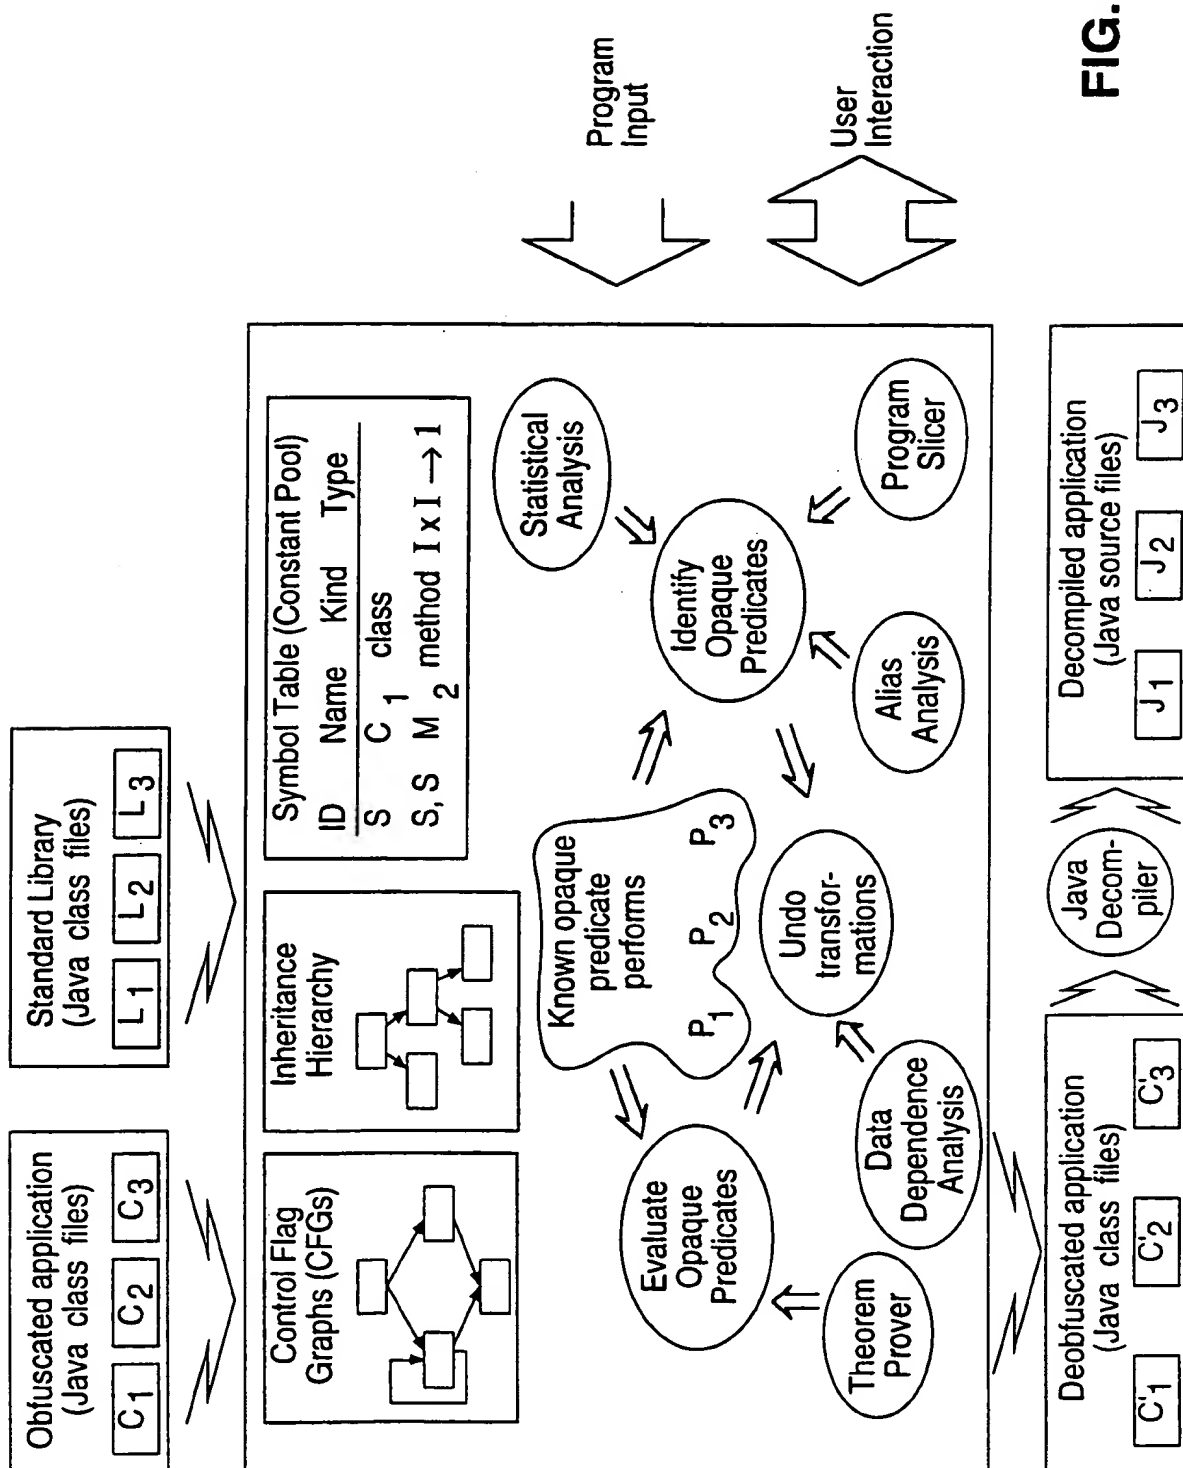 Obfuscated application
(Java class files)
C1 C2 C3
Standard Library
(Java class files)
L1 L2 L3
Control Flag
Graphs (CFGs)
Inheritance
Hierarchy
Symbol Table (Constant Pool)
ID Name Kind Type
S C1 class
S, S M2 method I x I → 1
Program
Input
Known opaque
predicate
performs
P1 P2 P3
Statistical
Analysis
Evaluate
Opaque
Predicates
Identify
Opaque
Predicates
Undo
transfor-
mations
User
Interaction
Theorem
Prover
Data
Dependence
Analysis
Alias
Analysis
Program
Slicer
Deobfuscated application
(Java class files)
C'1 C'2 C'3
Java
Decom-
piler
Decompiled application
(Java source files)
J1 J2 J3
FIG.